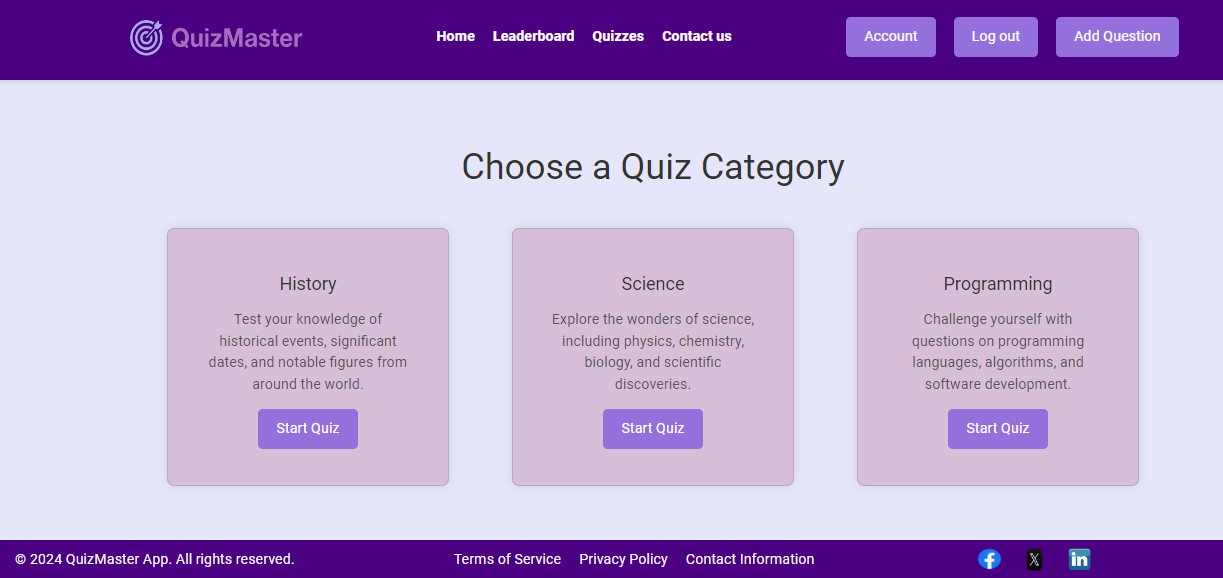 QuizMaster
Home Leaderboard Quizzes Contact us
Account Log out Add Question
Choose a Quiz Category
History
Test your knowledge of
historical events, significant
dates, and notable figures from
around the world.
Start Quiz
Science
Explore the wonders of science,
including physics, chemistry,
biology, and scientific
discoveries.
Start Quiz
Programming
Challenge yourself with
questions on programming
languages, algorithms, and
software development.
Start Quiz
© 2024 QuizMaster App. All rights reserved.
Terms of Service Privacy Policy Contact Information
f X in